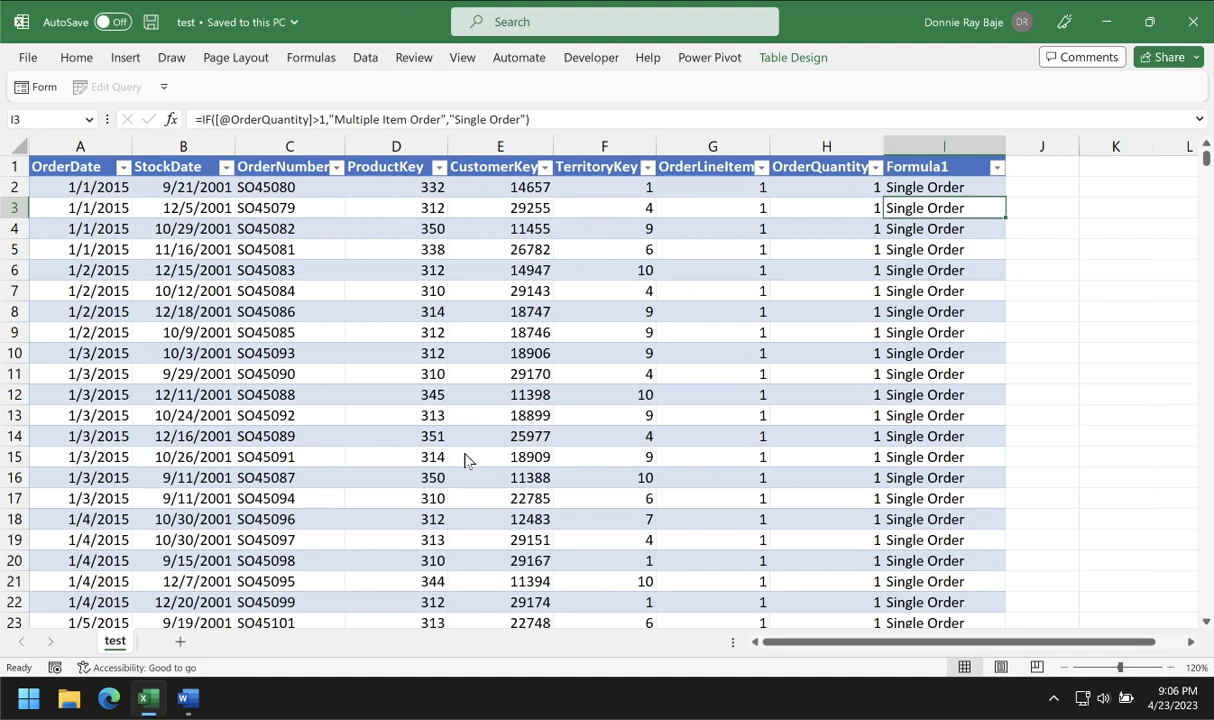 AutoSave Off test • Saved to this PC Search Donnie Ray Baje DR
File Home Insert Draw Page Layout Formulas Data Review View Automate Developer Help Power Pivot Table Design Comments Share
Form Edit Query
I3 fx =IF([@OrderQuantity]>1,"Multiple Item Order","Single Order")
A B C D E F G H I J K L
1 OrderDate StockDate OrderNumber ProductKey CustomerKey TerritoryKey OrderLineItem OrderQuantity Formula1
2 1/1/2015 9/21/2001 SO45080 332 14657 1 1 1 Single Order
3 1/1/2015 12/5/2001 SO45079 312 29255 4 1 1 Single Order
4 1/1/2015 10/29/2001 SO45082 350 11455 9 1 1 Single Order
5 1/1/2015 11/16/2001 SO45081 338 26782 6 1 1 Single Order
6 1/2/2015 12/15/2001 SO45083 312 14947 10 1 1 Single Order
7 1/2/2015 10/12/2001 SO45084 310 29143 4 1 1 Single Order
8 1/2/2015 12/18/2001 SO45086 314 18747 9 1 1 Single Order
9 1/2/2015 10/9/2001 SO45085 312 18746 9 1 1 Single Order
10 1/3/2015 10/3/2001 SO45093 312 18906 9 1 1 Single Order
11 1/3/2015 9/29/2001 SO45090 310 29170 4 1 1 Single Order
12 1/3/2015 12/11/2001 SO45088 345 11398 10 1 1 Single Order
13 1/3/2015 10/24/2001 SO45092 313 18899 9 1 1 Single Order
14 1/3/2015 12/16/2001 SO45089 351 25977 4 1 1 Single Order
15 1/3/2015 10/26/2001 SO45091 314 18909 9 1 1 Single Order
16 1/3/2015 9/11/2001 SO45087 350 11388 10 1 1 Single Order
17 1/3/2015 9/11/2001 SO45094 310 22785 6 1 1 Single Order
18 1/4/2015 10/30/2001 SO45096 312 12483 7 1 1 Single Order
19 1/4/2015 10/30/2001 SO45097 313 29151 4 1 1 Single Order
20 1/4/2015 9/15/2001 SO45098 310 29167 1 1 1 Single Order
21 1/4/2015 12/7/2001 SO45095 344 11394 10 1 1 Single Order
22 1/4/2015 12/20/2001 SO45099 312 29174 1 1 1 Single Order
23 1/5/2015 9/19/2001 SO45101 313 22748 6 1 1 Single Order
test
Ready Accessibility: Good to go 120%
9:06 PM
4/23/2023